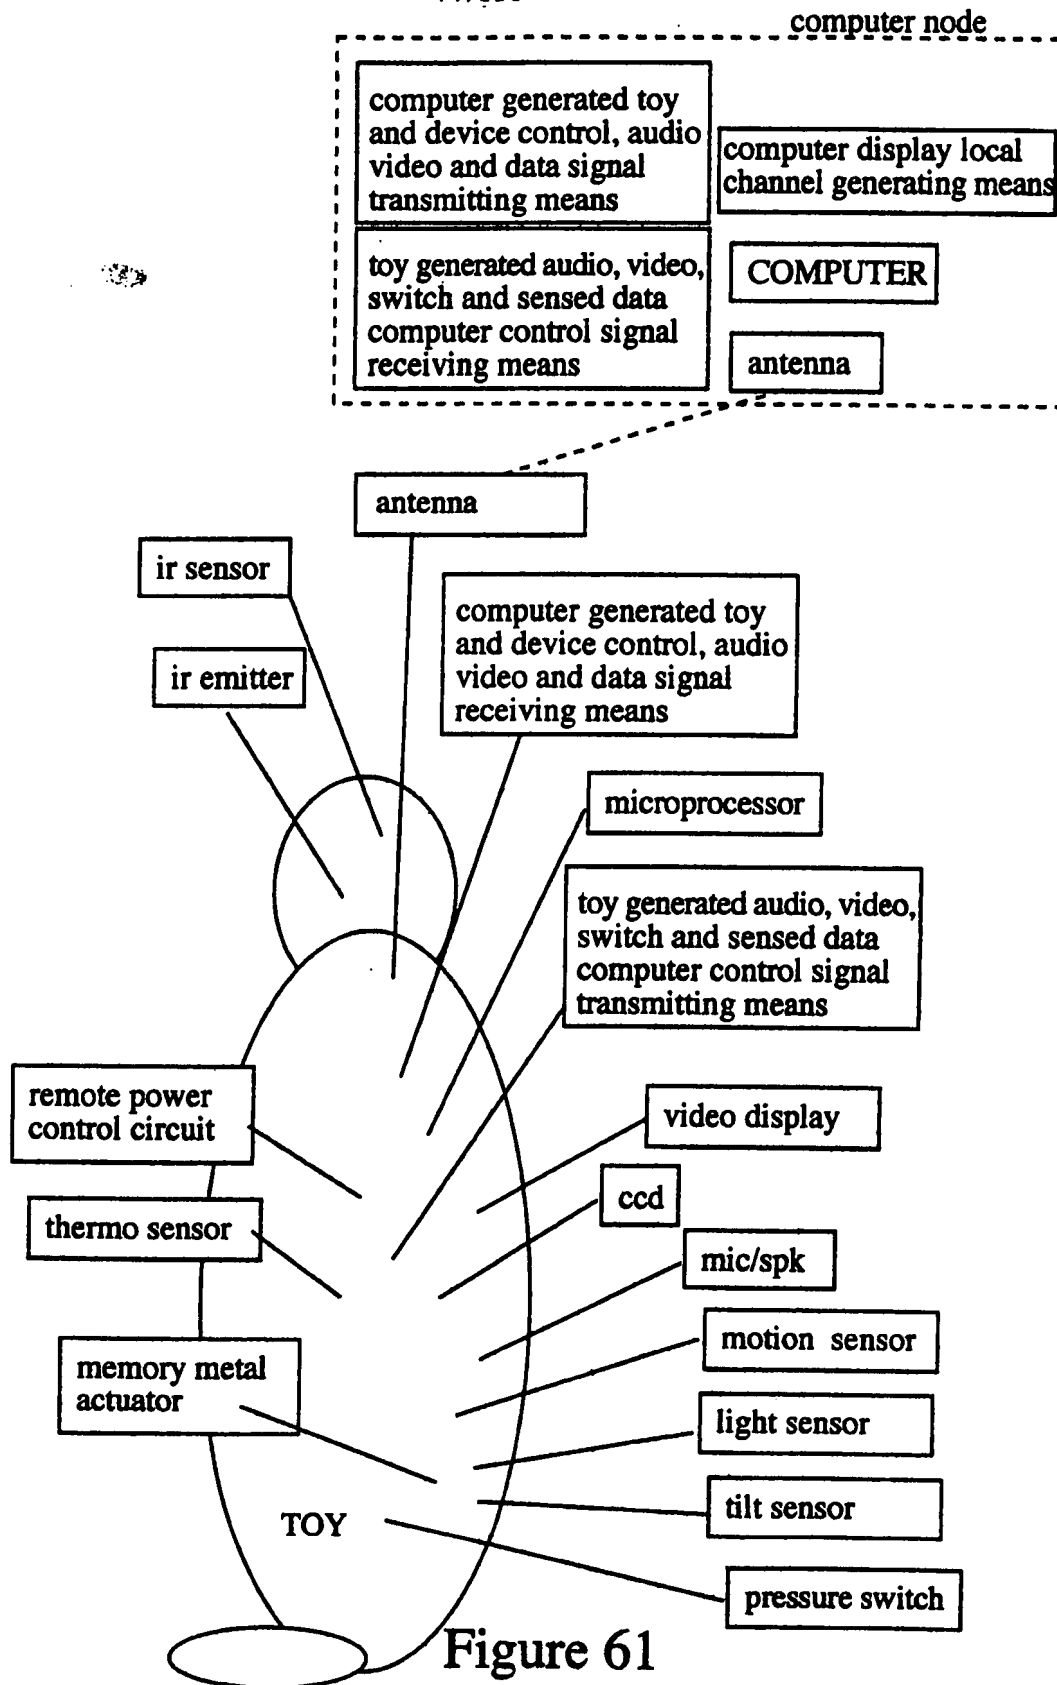 computer node
computer generated toy
and device control, audio
video and data signal
transmitting means
computer display local
channel generating means
toy generated audio, video,
switch and sensed data
computer control signal
receiving means
COMPUTER
antenna
antenna
ir sensor
computer generated toy
and device control, audio
video and data signal
receiving means
ir emitter
microprocessor
toy generated audio, video,
switch and sensed data
computer control signal
transmitting means
remote power
control circuit
video display
ccd
thermo sensor
mic/spk
motion sensor
memory metal
actuator
light sensor
tilt sensor
TOY
pressure switch
Figure 61